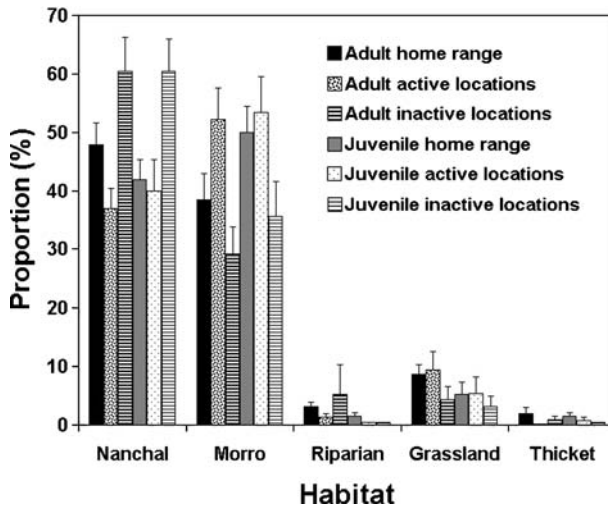 70
60
50
40
30
20
10
0
Proportion (%)
Adult home range
Adult active locations
Adult inactive locations
Juvenile home range
Juvenile active locations
Juvenile inactive locations
Nanchal Morro Riparian Grassland Thicket
Habitat